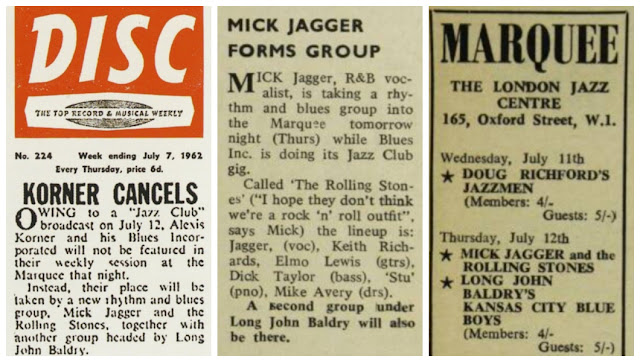 DISC
THE TOP RECORD & MUSICAL WEEKLY
No. 224 Week ending July 7, 1962
Every Thursday, price 6d.
KORNER CANCELS
OWING to a "Jazz Club"
broadcast on July 12, Alexis
Korner and his Blues Incor-
porated will not be featured in
their weekly session at the
Marquee that night.
Instead, their place will be
taken by a new rhythm and blues
group, Mick Jagger and the
Rolling Stones, together with
another group headed by Long
John Baldry.
MICK JAGGER
FORMS GROUP
MICK Jagger, R&B voc-
alist, is taking a rhy-
thm and blues group into
the Marquee tomorrow
night (Thurs) while Blues
Inc. is doing its Jazz Club
gig.
Called 'The Rolling Ston-
es' ("I hope they don't think
we're a rock 'n' roll outfit",
says Mick) the lineup is:
Jagger, (voc), Keith Rich-
ards, Elmo Lewis (gtrs),
Dick Taylor (bass), 'Stu'
(pno), Mike Avery (drs).
A second group under
Long John Baldry will also
be there.
MARQUEE
THE LONDON JAZZ
CENTRE
165, Oxford Street, W.1.
Wednesday, July 11th
★ DOUG RICHFORD'S
JAZZMEN
(Members: 4/-
Guests: 5/-)
Thursday, July 12th
★ MICK JAGGER and the
ROLLING STONES
★ LONG JOHN
BALDRY'S
KANSAS CITY BLUE
BOYS
(Members: 4/-
Guests: 5/-)